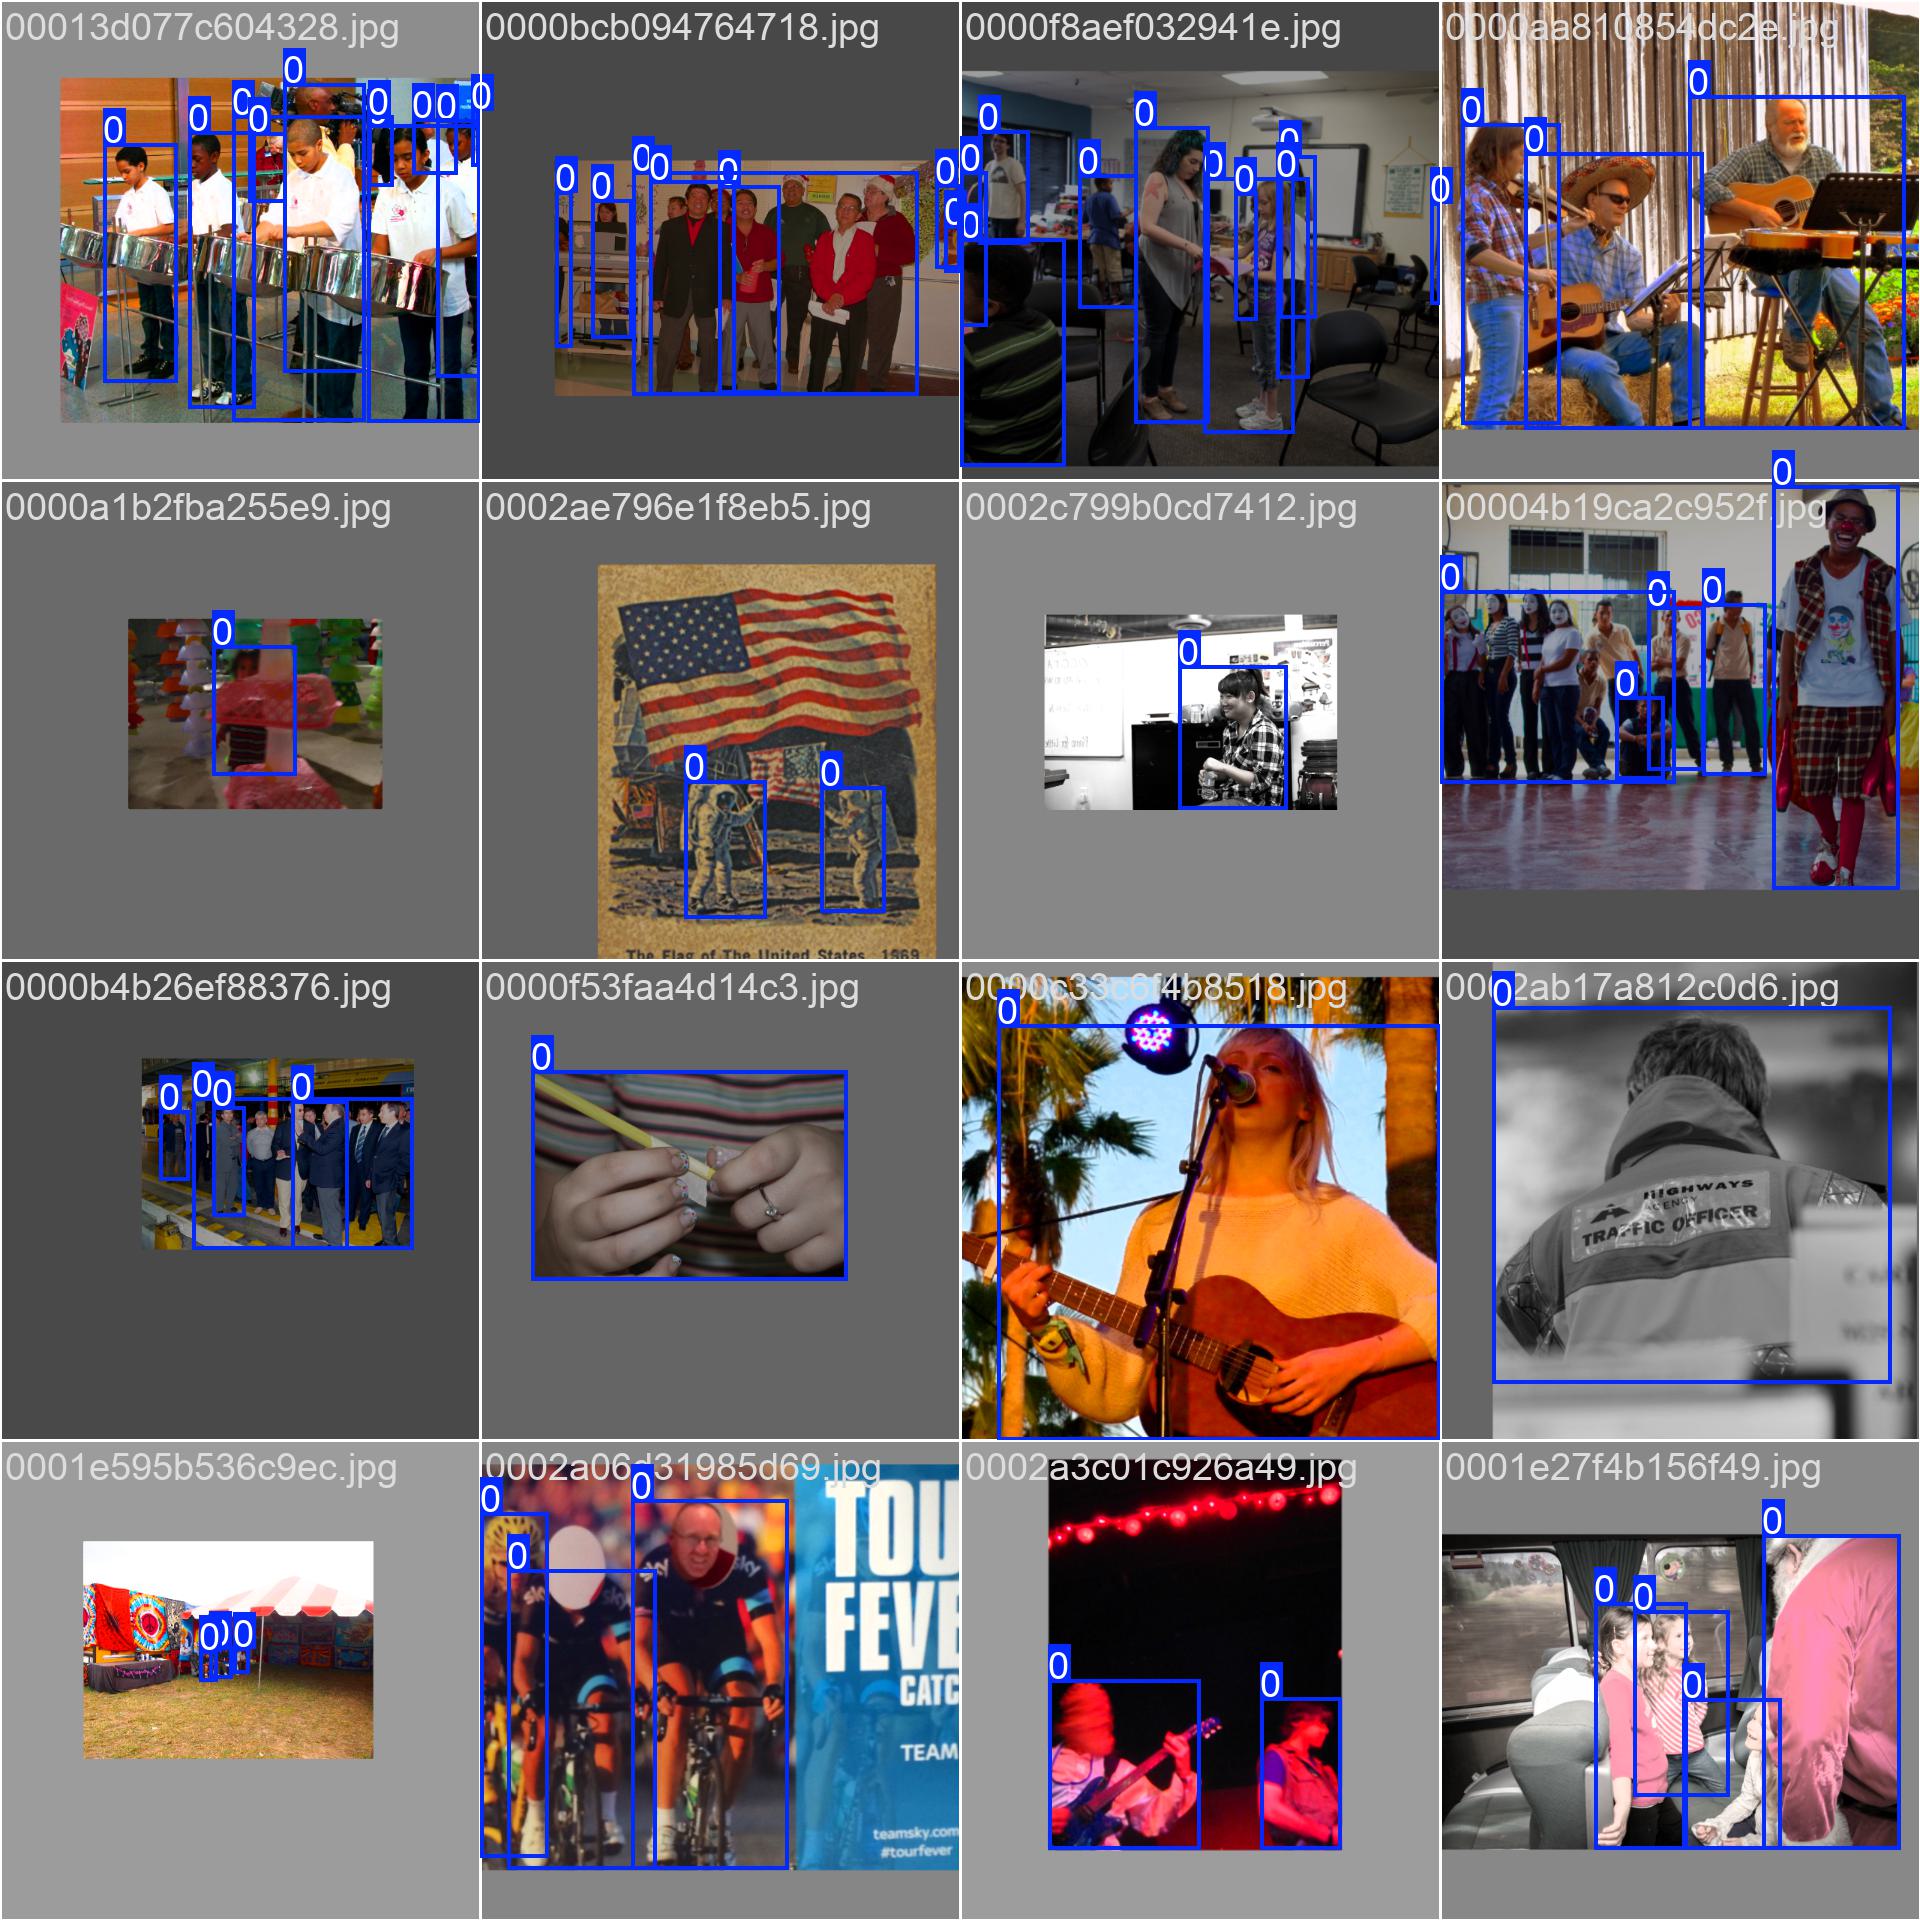 00013d077c604328.jpg
0000bcb094764718.jpg
0000f8aef032941e.jpg
0000aa810854dc2e.jpg
0 0 0 0 0 0 0 0 0
0 0 0 0 0 0 0
0 0 0 0 0 0 0 0 0 0
0 0 0
0000a1b2fba255e9.jpg
0002ae796e1f8eb5.jpg
0002c799b0cd7412.jpg
00004b19ca2c952f.jpg
0
0 0
The Flag of The United States 1969
0
0 0 0 0 0
0000b4b26ef88376.jpg
0000f53faa4d14c3.jpg
0000c33c6f4b8518.jpg
0002ab17a812c0d6.jpg
0 0 0 0
0
0
0
HIGHWAYS
AGENCY
TRAFFIC OFFICER
0001e595b536c9ec.jpg
0002a06d31985d69.jpg
0002a3c01c926a49.jpg
0001e27f4b156f49.jpg
0 0 0
0 0 0
sky
TOU
FEVE
CATC
TEAM
teamsky.com
#tourfever
0 0
0 0 0 0